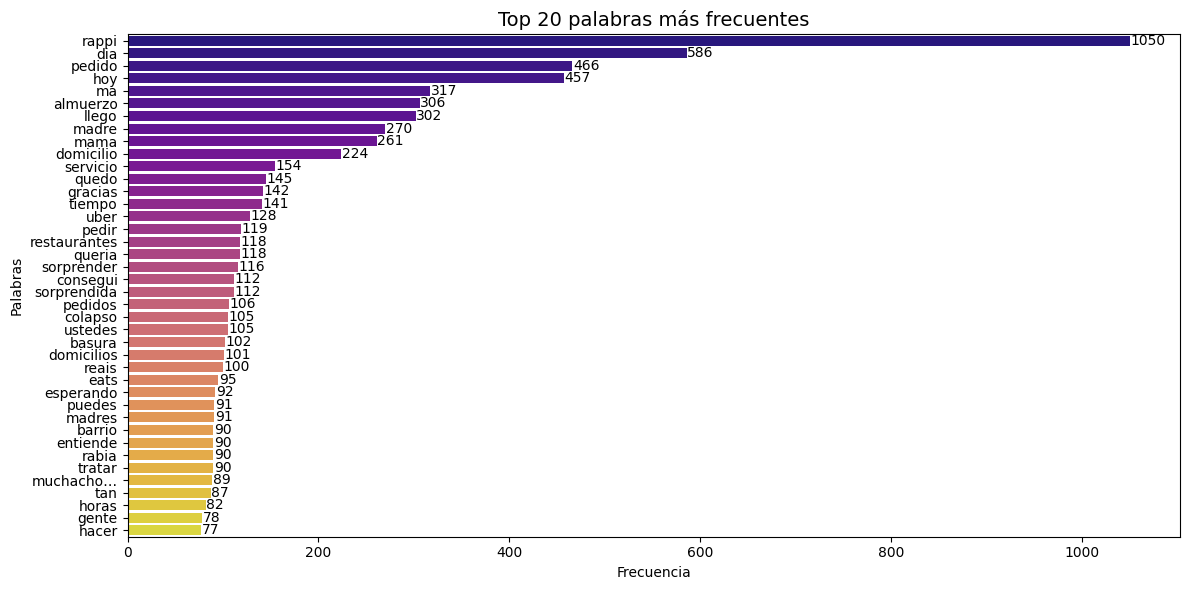 Top 20 palabras más frecuentes
rappi 1050
dia 586
pedido 466
hoy 457
ma 317
almuerzo 306
llego 302
madre 270
mama 261
domicilio 224
servicio 154
quedo 145
gracias 142
tiempo 141
uber 128
pedir 119
restaurantes 118
queria 118
sorprender 116
consegui 112
sorprendida 112
pedidos 106
colapso 105
ustedes 105
basura 102
domicilios 101
reais 100
eats 95
esperando 92
puedes 91
madres 91
barrio 90
entiende 90
rabia 90
tratar 90
muchacho… 89
tan 87
horas 82
gente 78
hacer 77
Palabras
0 200 400 600 800 1000
Frecuencia